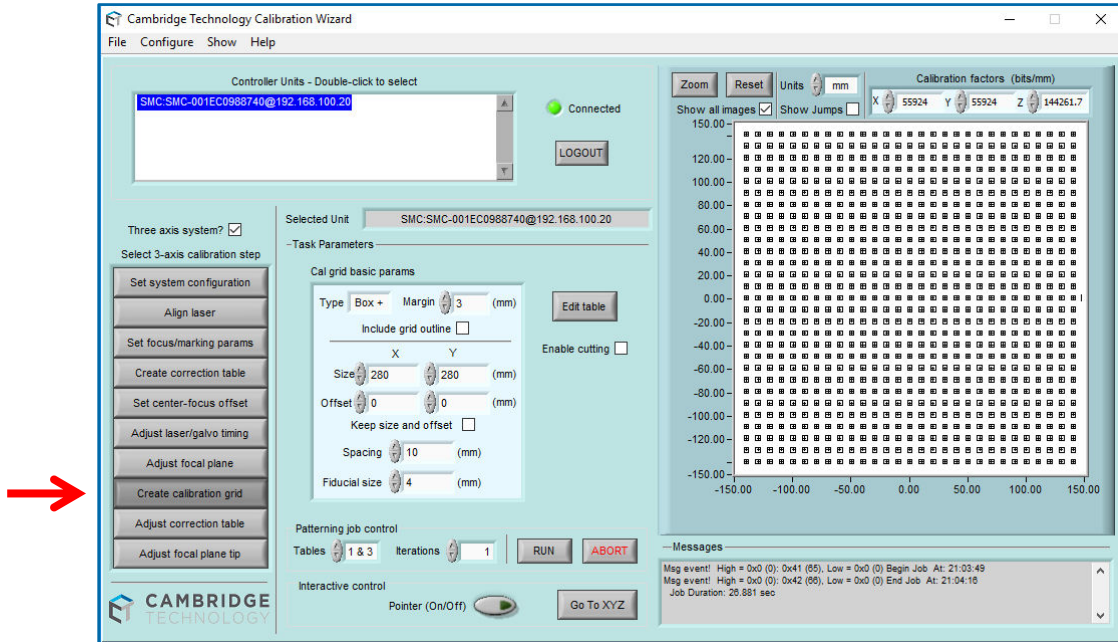 Cambridge Technology Calibration Wizard
File Configure Show Help
Controller Units - Double-click to select
SMC:SMC-001EC0988740@192.168.100.20
Connected
LOGOUT
Three axis system?
Select 3-axis calibration step
Set system configuration
Align laser
Set focus/marking params
Create correction table
Set center-focus offset
Adjust laser/galvo timing
Adjust focal plane
Create calibration grid
Adjust correction table
Adjust focal plane tip
CAMBRIDGE
TECHNOLOGY
Selected Unit SMC:SMC-001EC0988740@192.168.100.20
Task Parameters
Cal grid basic params
Type Box + Margin 3 (mm)
Include grid outline
X Y
Size 280 280 (mm)
Offset 0 0 (mm)
Keep size and offset
Spacing 10 (mm)
Fiducial size 4 (mm)
Edit table
Enable cutting
Patterning job control
Tables 1 & 3 Iterations 1 RUN ABORT
Interactive control
Pointer (On/Off) Go To XYZ
Zoom Reset Units mm
Calibration factors (bits/mm)
Show all images Show Jumps X 55924 Y 55924 Z 144261.7
150.00
120.00
100.00
80.00
60.00
40.00
20.00
0.00
-20.00
-40.00
-60.00
-80.00
-100.00
-120.00
-150.00
-150.00 -100.00 -50.00 0.00 50.00 100.00 150.00
Messages
Msg event! High = 0x0 (0): 0x41 (65), Low = 0x0 (0) Begin Job At: 21:03:49
Msg event! High = 0x0 (0): 0x42 (66), Low = 0x0 (0) End Job At: 21:04:16
Job Duration: 26.881 sec